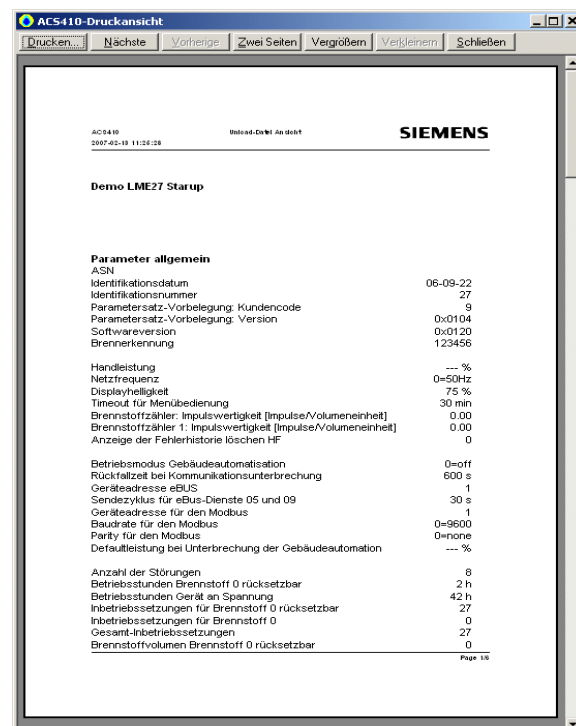 ACS410-Druckansicht
Drucken... Nächste Vorherige Zwei Seiten Vergrößern Verkleinern Schließen
ACS410 Unload-Datei Ansicht SIEMENS
2007-02-13 11:26:28
Demo LME27 Starup
Parameter allgemein
ASN
Identifikationsdatum 06-09-22
Identifikationsnummer 27
Parametersatz-Vorbelegung: Kundencode 9
Parametersatz-Vorbelegung: Version 0x0104
Softwareversion 0x0120
Brennerkennung 123456
Handleistung --- %
Netzfrequenz 0=50Hz
Displayhelligkeit 75 %
Timeout für Menübedienung 30 min
Brennstoffzähler: Impulswertigkeit [Impulse/Volumeneinheit] 0.00
Brennstoffzähler 1: Impulswertigkeit [Impulse/Volumeneinheit] 0.00
Anzeige der Fehlerhistorie löschen HF 0
Betriebsmodus Gebäudeautomatisation 0=off
Rückfallzeit bei Kommunikationsunterbrechung 600 s
Geräteadresse eBUS 1
Sendezyklus für eBus-Dienste 05 und 09 30 s
Geräteadresse für den Modbus 1
Baudrate für den Modbus 0=9600
Parity für den Modbus 0=none
Defaultleistung bei Unterbrechung der Gebäudeautomation --- %
Anzahl der Störungen 8
Betriebsstunden Brennstoff 0 rücksetzbar 2 h
Betriebsstunden Gerät an Spannung 42 h
Inbetriebssetzungen für Brennstoff 0 rücksetzbar 27
Inbetriebssetzungen für Brennstoff 0 0
Gesamt-Inbetriebssetzungen 27
Brennstoffvolumen Brennstoff 0 rücksetzbar 0
Page 1/6